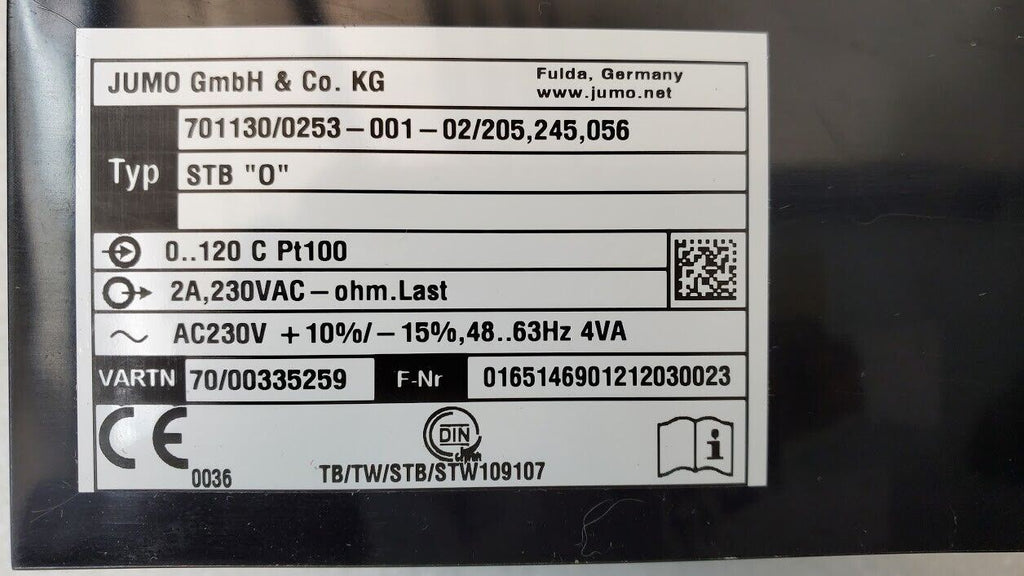 JUMO GmbH & Co. KG
Fulda, Germany
www.jumo.net
Typ
701130/0253-001-02/205,245,056
STB "O"
0..120 C Pt100
2A,230VAC-ohm.Last
AC230V +10%/-15%,48..63Hz 4VA
VARTN 70/00335259 F-Nr 0165146901212030023
CE 0036
DIN
TB/TW/STB/STW109107
i